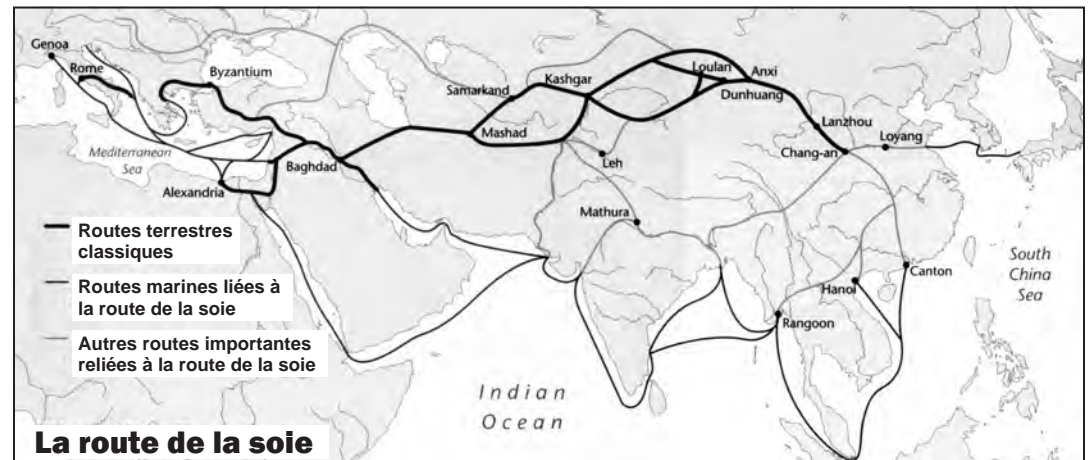 Genoa
Rome
Byzantium
Samarkand
Kashgar
Loulan
Anxi
Dunhuang
Mashad
Lanzhou
Loyang
Chang-an
Mediterranean
Sea
Baghdad
Leh
Alexandria
Mathura
Routes terrestres
classiques
Routes marines liées à
la route de la soie
Autres routes importantes
reliées à la route de la soie
South
China
Sea
Canton
Hanoi
Rangoon
Indian
Ocean
La route de la soie